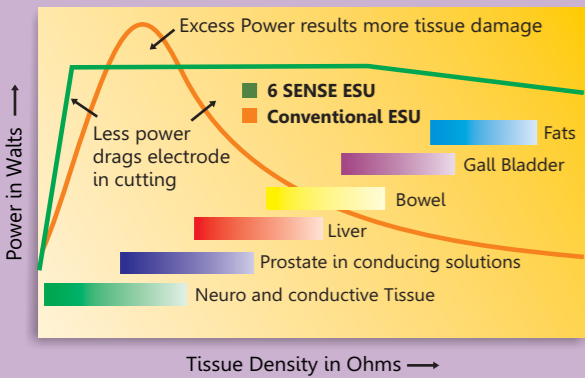 Excess Power results more tissue damage
6 SENSE ESU
Conventional ESU
Less power
drags electrode
in cutting
Fats
Gall Bladder
Bowel
Liver
Prostate in conducing solutions
Neuro and conductive Tissue
Power in Walts
Tissue Density in Ohms